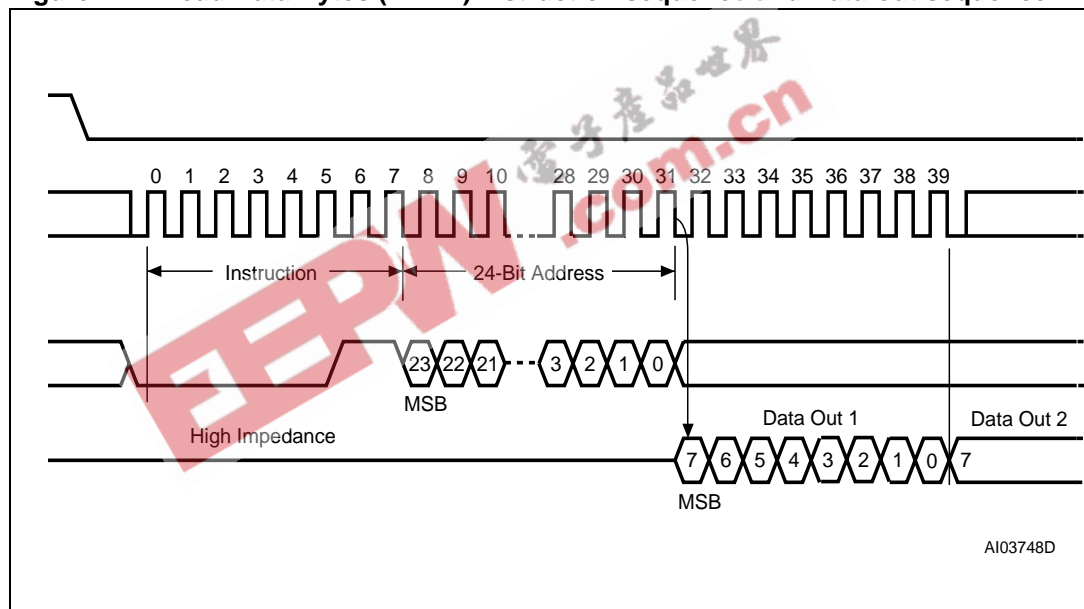 電子產品世界
EEPW.com.cn
0 1 2 3 4 5 6 7 8 9 10 28 29 30 31 32 33 34 35 36 37 38 39
Instruction 24-Bit Address
23 22 21 3 2 1 0
MSB
High Impedance
Data Out 1 Data Out 2
7 6 5 4 3 2 1 0 7
MSB
AI03748D